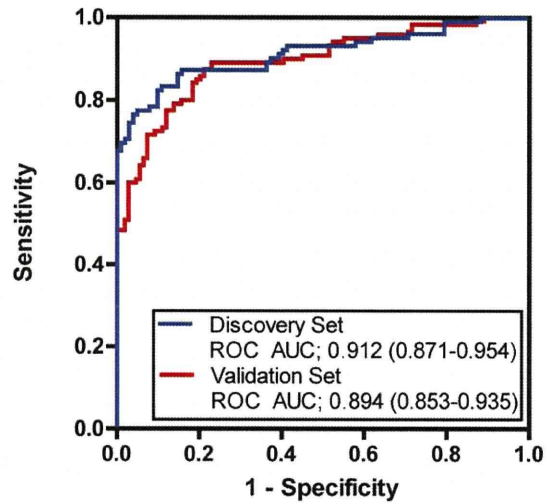 1.0
0.8
0.6
0.4
0.2
0.0
Sensitivity
Discovery Set
ROC AUC; 0.912 (0.871-0.954)
Validation Set
ROC AUC; 0.894 (0.853-0.935)
0.0 0.2 0.4 0.6 0.8 1.0
1 - Specificity